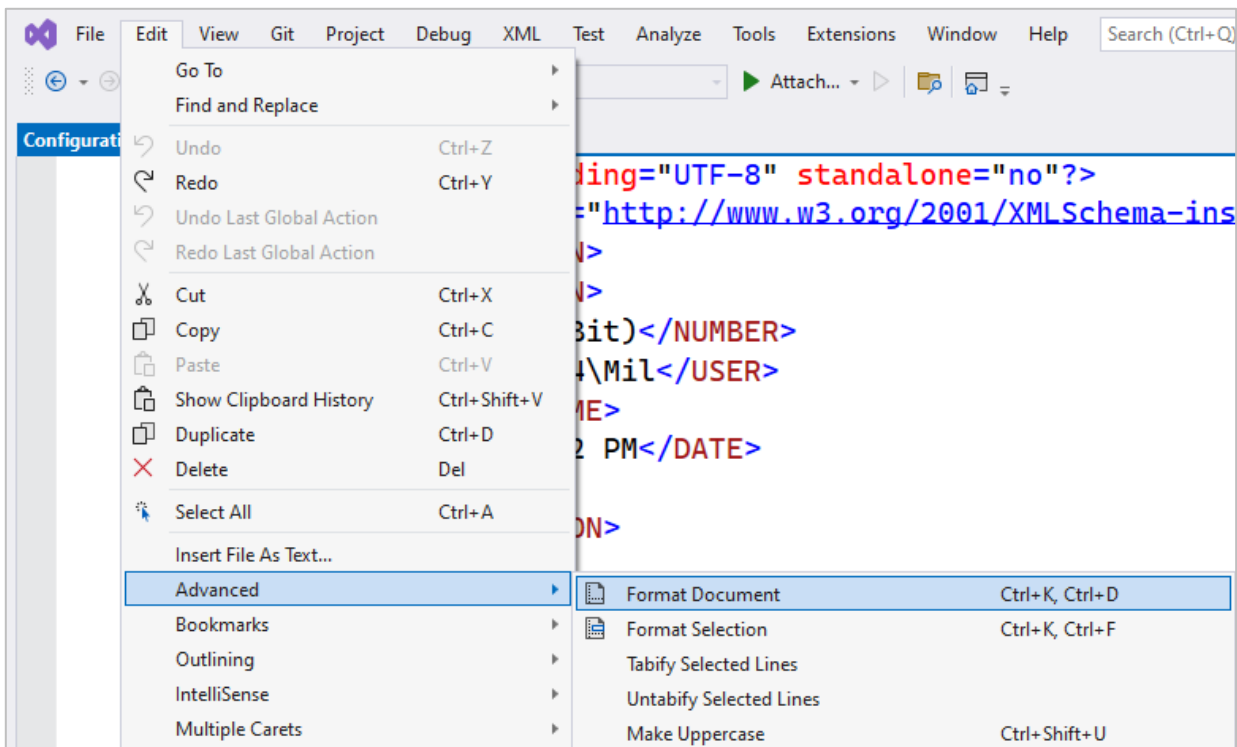 File Edit View Git Project Debug XML Test Analyze Tools Extensions Window Help Search (Ctrl+Q)
Attach...
Go To
Find and Replace
Undo Ctrl+Z
Redo Ctrl+Y
Undo Last Global Action
Redo Last Global Action
Cut Ctrl+X
Copy Ctrl+C
Paste Ctrl+V
Show Clipboard History Ctrl+Shift+V
Duplicate Ctrl+D
Delete Del
Select All Ctrl+A
Insert File As Text...
Advanced
Bookmarks
Outlining
IntelliSense
Multiple Carets
Configurati
ding="UTF-8" standalone="no"?>
="http://www.w3.org/2001/XMLSchema-ins
N>
N>
Bit)</NUMBER>
4\Mil</USER>
ME>
2 PM</DATE>
ON>
Format Document Ctrl+K, Ctrl+D
Format Selection Ctrl+K, Ctrl+F
Tabify Selected Lines
Untabify Selected Lines
Make Uppercase Ctrl+Shift+U